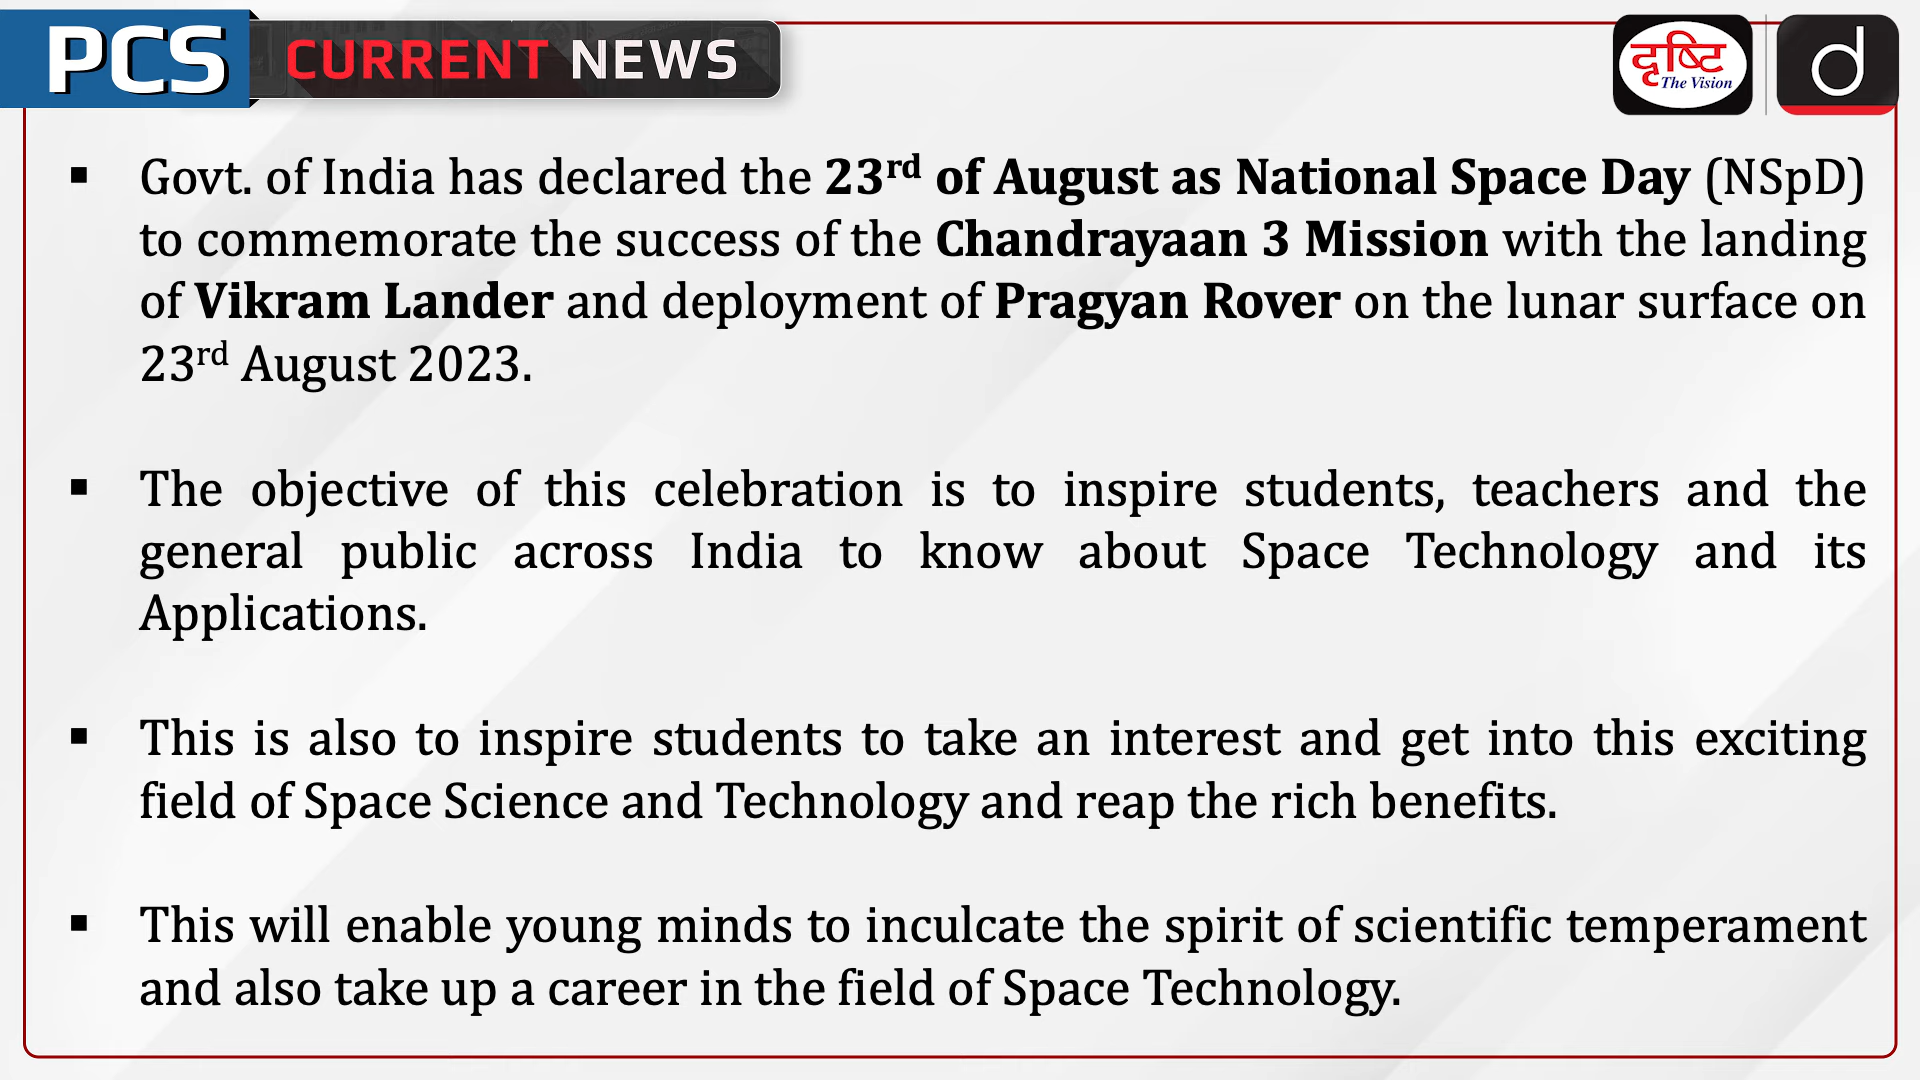 PCS CURRENT NEWS
दृष्टि
The Vision
d
▪ Govt. of India has declared the 23rd of August as National Space Day (NSpD)
to commemorate the success of the Chandrayaan 3 Mission with the landing
of Vikram Lander and deployment of Pragyan Rover on the lunar surface on
23rd August 2023.
▪ The objective of this celebration is to inspire students, teachers and the
general public across India to know about Space Technology and its
Applications.
▪ This is also to inspire students to take an interest and get into this exciting
field of Space Science and Technology and reap the rich benefits.
▪ This will enable young minds to inculcate the spirit of scientific temperament
and also take up a career in the field of Space Technology.